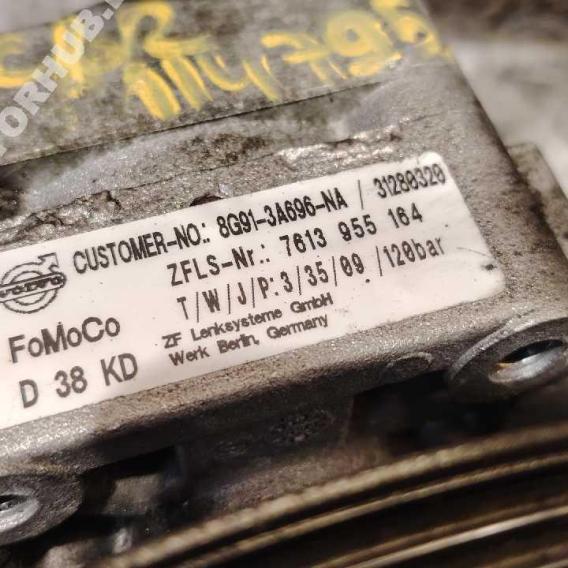 VOLVO
CUSTOMER-NO.: 8G91-3A696-NA / 31280320
ZFLS-Nr.: 7613 955 164
T/W/J/P:3/35/09 /120bar
FoMoCo
ZF Lenksysteme GmbH
Werk Berlin, Germany
D 38 KD